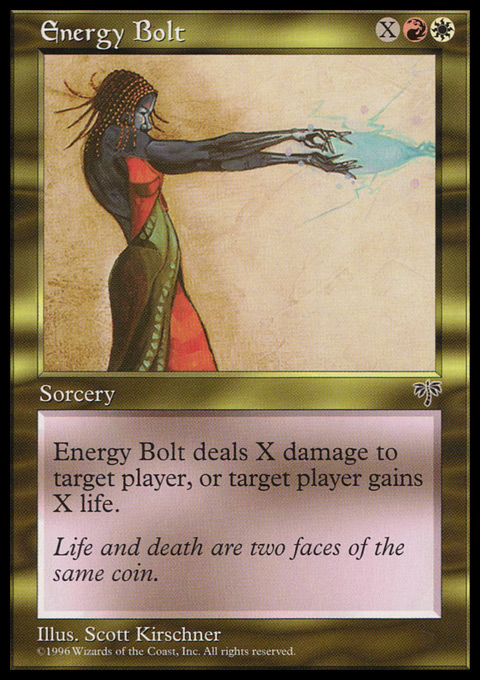 Energy Bolt X
Sorcery
Energy Bolt deals X damage to
target player, or target player gains
X life.
Life and death are two faces of the
same coin.
Illus. Scott Kirschner
©1996 Wizards of the Coast, Inc. All rights reserved.